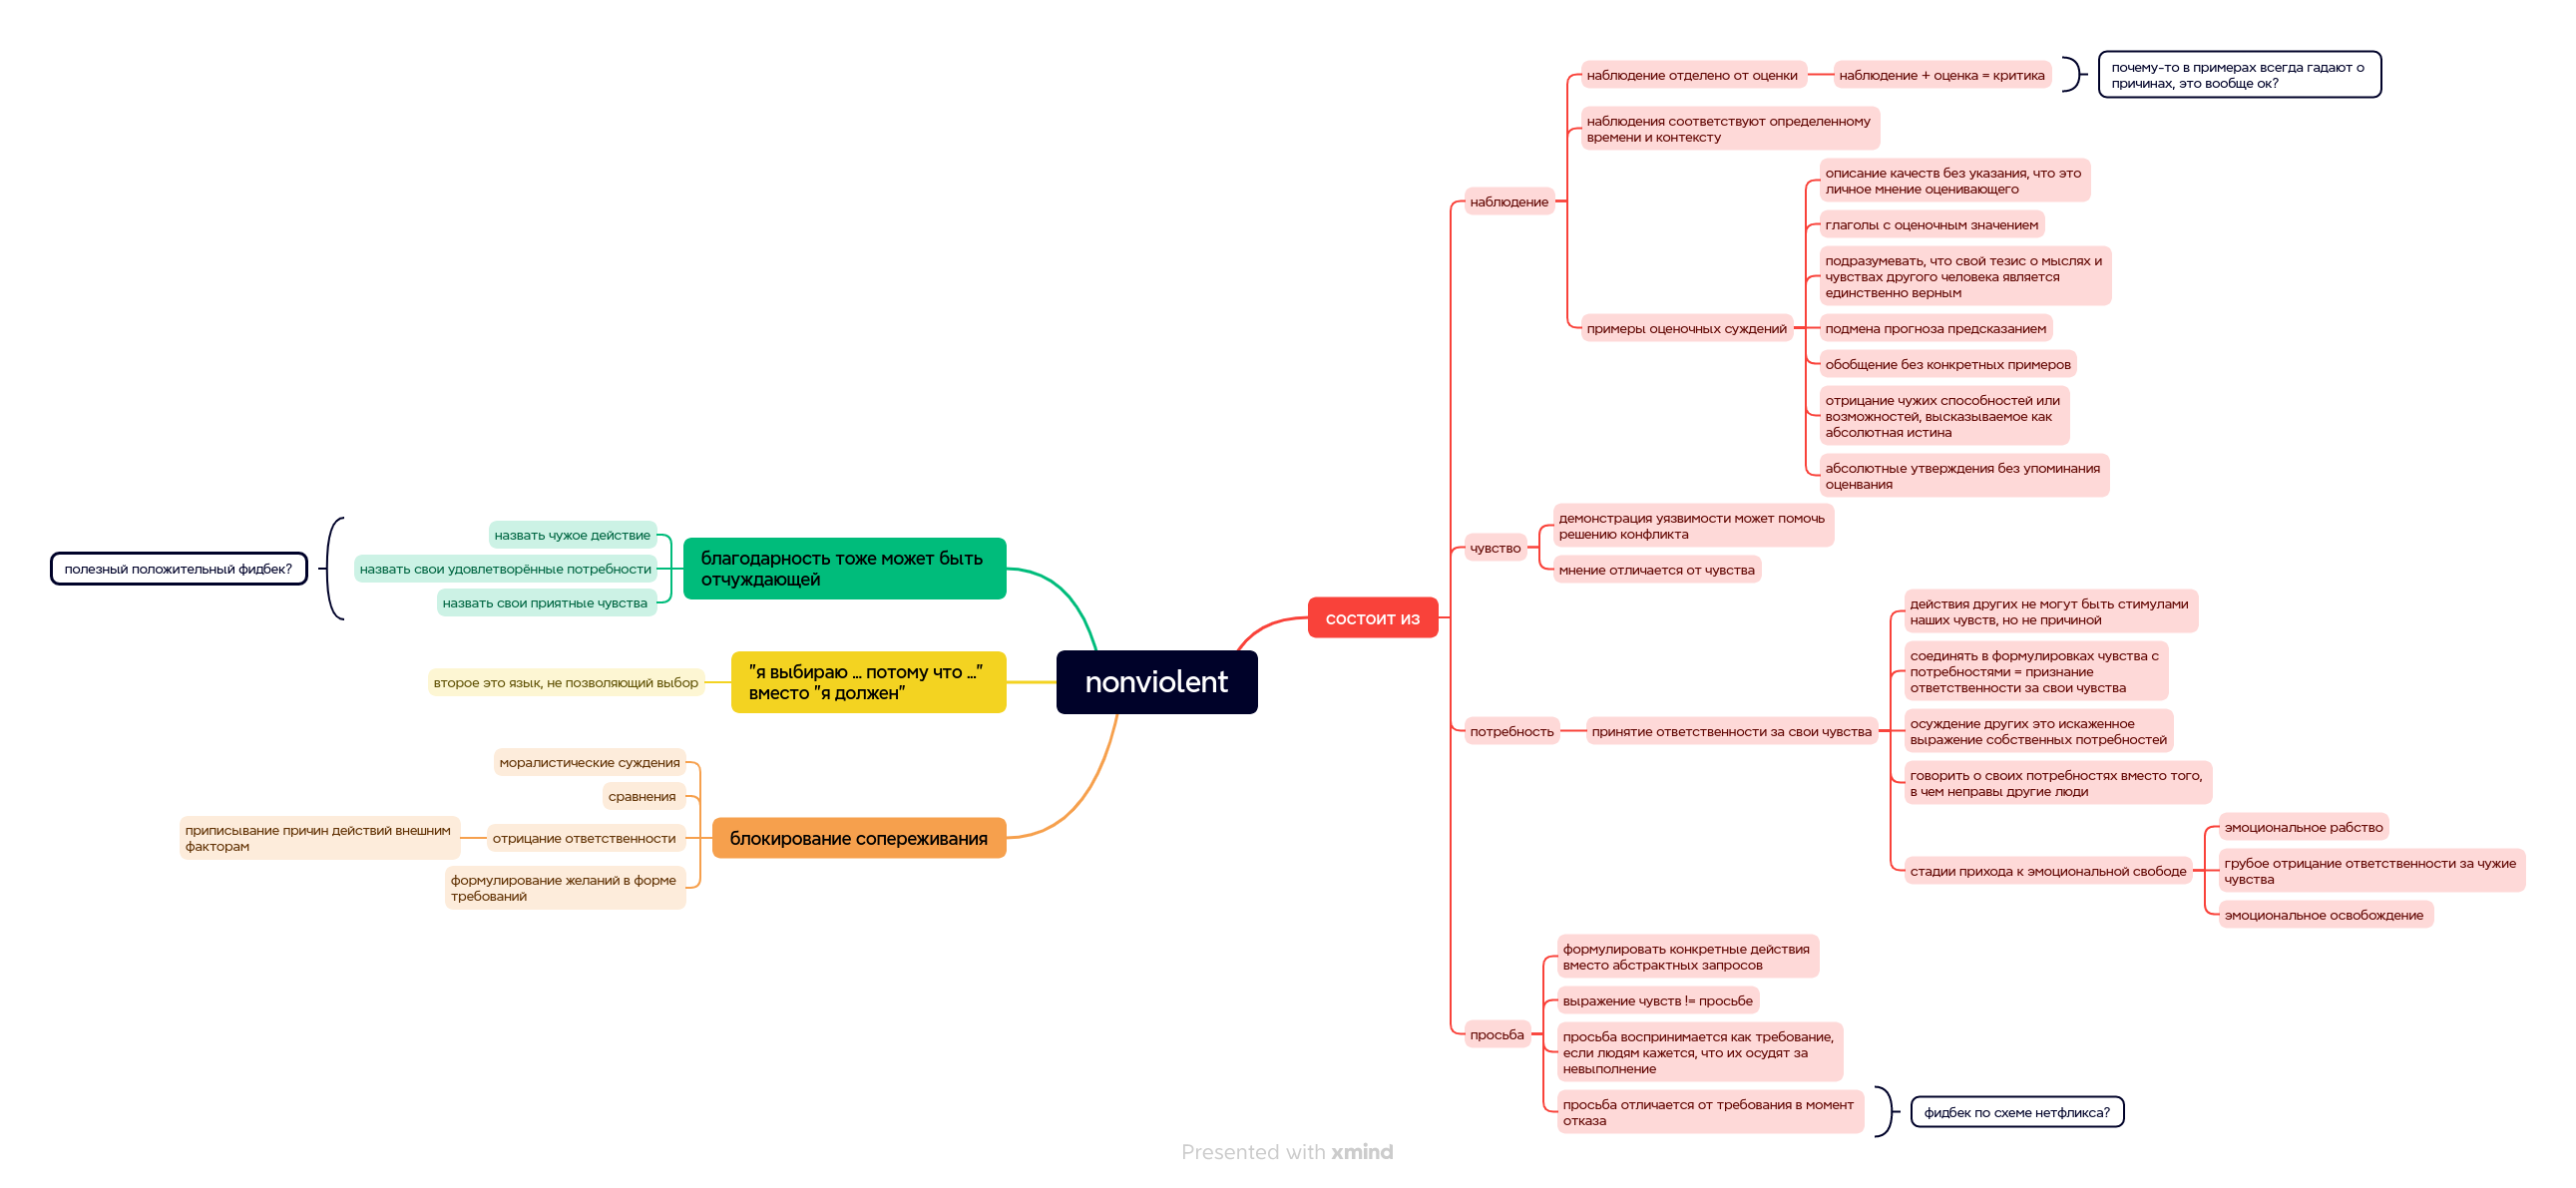 nonviolent
состоит из
наблюдение
наблюдение отделено от оценки
наблюдение + оценка = критика
почему-то в примерах всегда гадают о
причинах, это вообще ок?
наблюдения соответствуют определенному
времени и контексту
примеры оценочных суждений
описание качеств без указания, что это
личное мнение оценивающего
глаголы с оценочным значением
подразумевать, что свой тезис о мыслях и
чувствах другого человека является
единственно верным
подмена прогноза предсказанием
обобщение без конкретных примеров
отрицание чужих способностей или
возможностей, высказываемое как
абсолютная истина
абсолютные утверждения без упоминания
оценвания
чувство
демонстрация уязвимости может помочь
решению конфликта
мнение отличается от чувства
потребность
принятие ответственности за свои чувства
действия других не могут быть стимулами
наших чувств, но не причиной
соединять в формулировках чувства с
потребностями = признание
ответственности за свои чувства
осуждение других это искаженное
выражение собственных потребностей
говорить о своих потребностях вместо того,
в чем неправы другие люди
стадии прихода к эмоциональной свободе
эмоциональное рабство
грубое отрицание ответственности за чужие
чувства
эмоциональное освобождение
просьба
формулировать конкретные действия
вместо абстрактных запросов
выражение чувств != просьбе
просьба воспринимается как требование,
если людям кажется, что их осудят за
невыполнение
просьба отличается от требования в момент
отказа
фидбек по схеме нетфликса?
благодарность тоже может быть
отчуждающей
назвать чужое действие
назвать свои удовлетворённые потребности
назвать свои приятные чувства
полезный положительный фидбек?
"я выбираю ... потому что ..."
вместо "я должен"
второе это язык, не позволяющий выбор
блокирование сопереживания
моралистические суждения
сравнения
отрицание ответственности
приписывание причин действий внешним
факторам
формулирование желаний в форме
требований
Presented with xmind